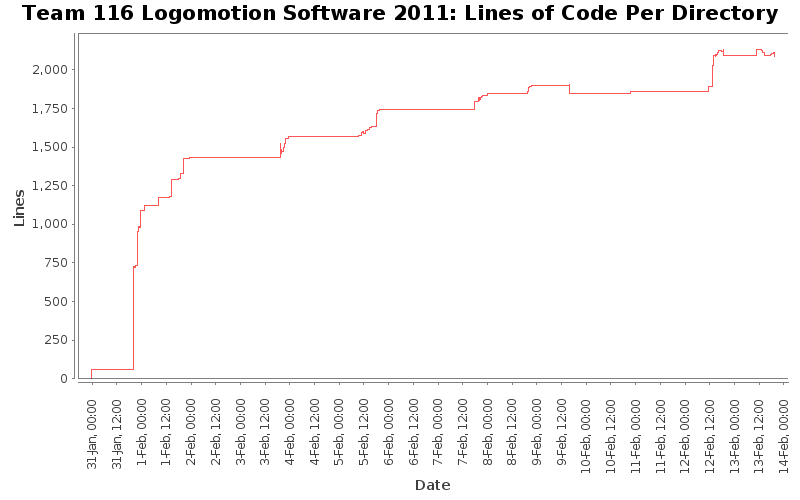 Team 116 Logomotion Software 2011: Lines of Code Per Directory
Lines
2,000
1,750
1,500
1,250
1,000
750
500
250
0
31-Jan, 00:00
31-Jan, 12:00
1-Feb, 00:00
1-Feb, 12:00
2-Feb, 00:00
2-Feb, 12:00
3-Feb, 00:00
3-Feb, 12:00
4-Feb, 00:00
4-Feb, 12:00
5-Feb, 00:00
5-Feb, 12:00
6-Feb, 00:00
6-Feb, 12:00
7-Feb, 00:00
7-Feb, 12:00
8-Feb, 00:00
8-Feb, 12:00
9-Feb, 00:00
9-Feb, 12:00
10-Feb, 00:00
10-Feb, 12:00
11-Feb, 00:00
11-Feb, 12:00
12-Feb, 00:00
12-Feb, 12:00
13-Feb, 00:00
13-Feb, 12:00
14-Feb, 00:00
Date